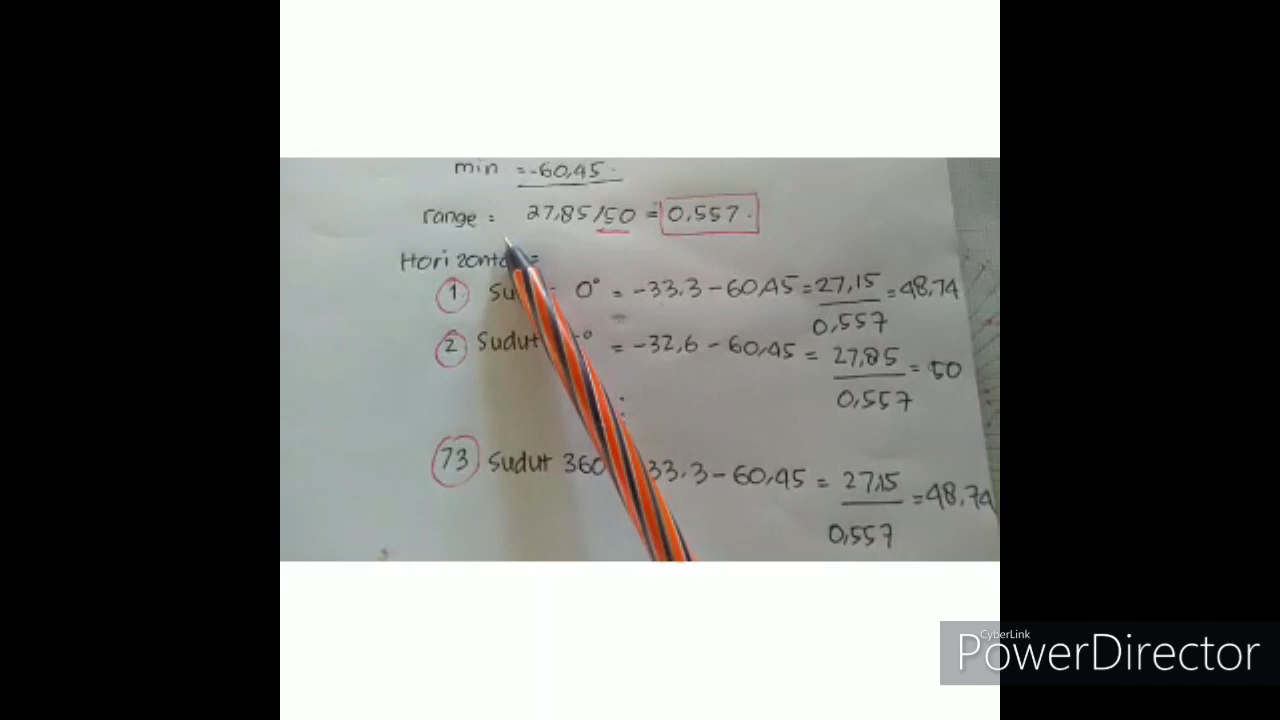 min = -60,45.
range = 27,85/50 = 0,557.
Hori zonta =
1. Su 0° = -33.3 - 60,45 = 27,15 = 48,74
0,557
2 Sudut ° = -32,6 - 60,45 = 27,85 = 50
0,557
:
73 Sudut 360 33.3 - 60,45 = 27,15 = 48,74
0,557
CyberLink
PowerDirector